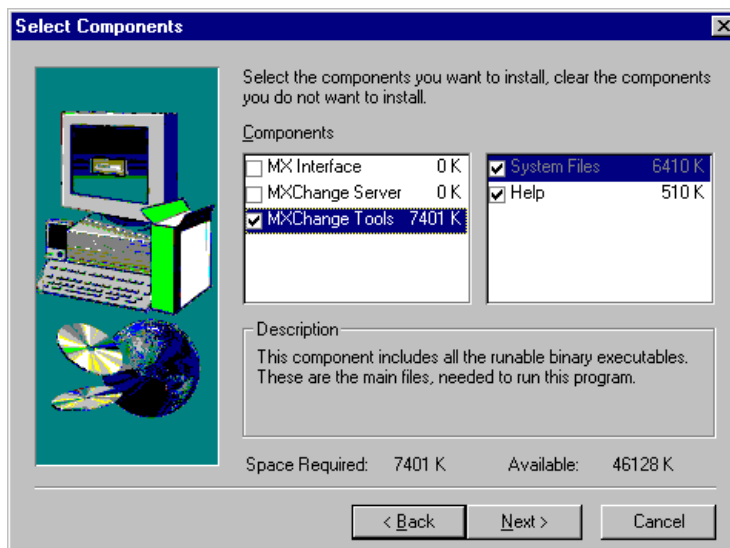 Select Components
Select the components you want to install, clear the components
you do not want to install.
Components
MX Interface 0 K
MXChange Server 0 K
MXChange Tools 7401 K
System Files 6410 K
Help 510 K
Description
This component includes all the runable binary executables.
These are the main files, needed to run this program.
Space Required: 7401 K Available: 46128 K
< Back Next > Cancel